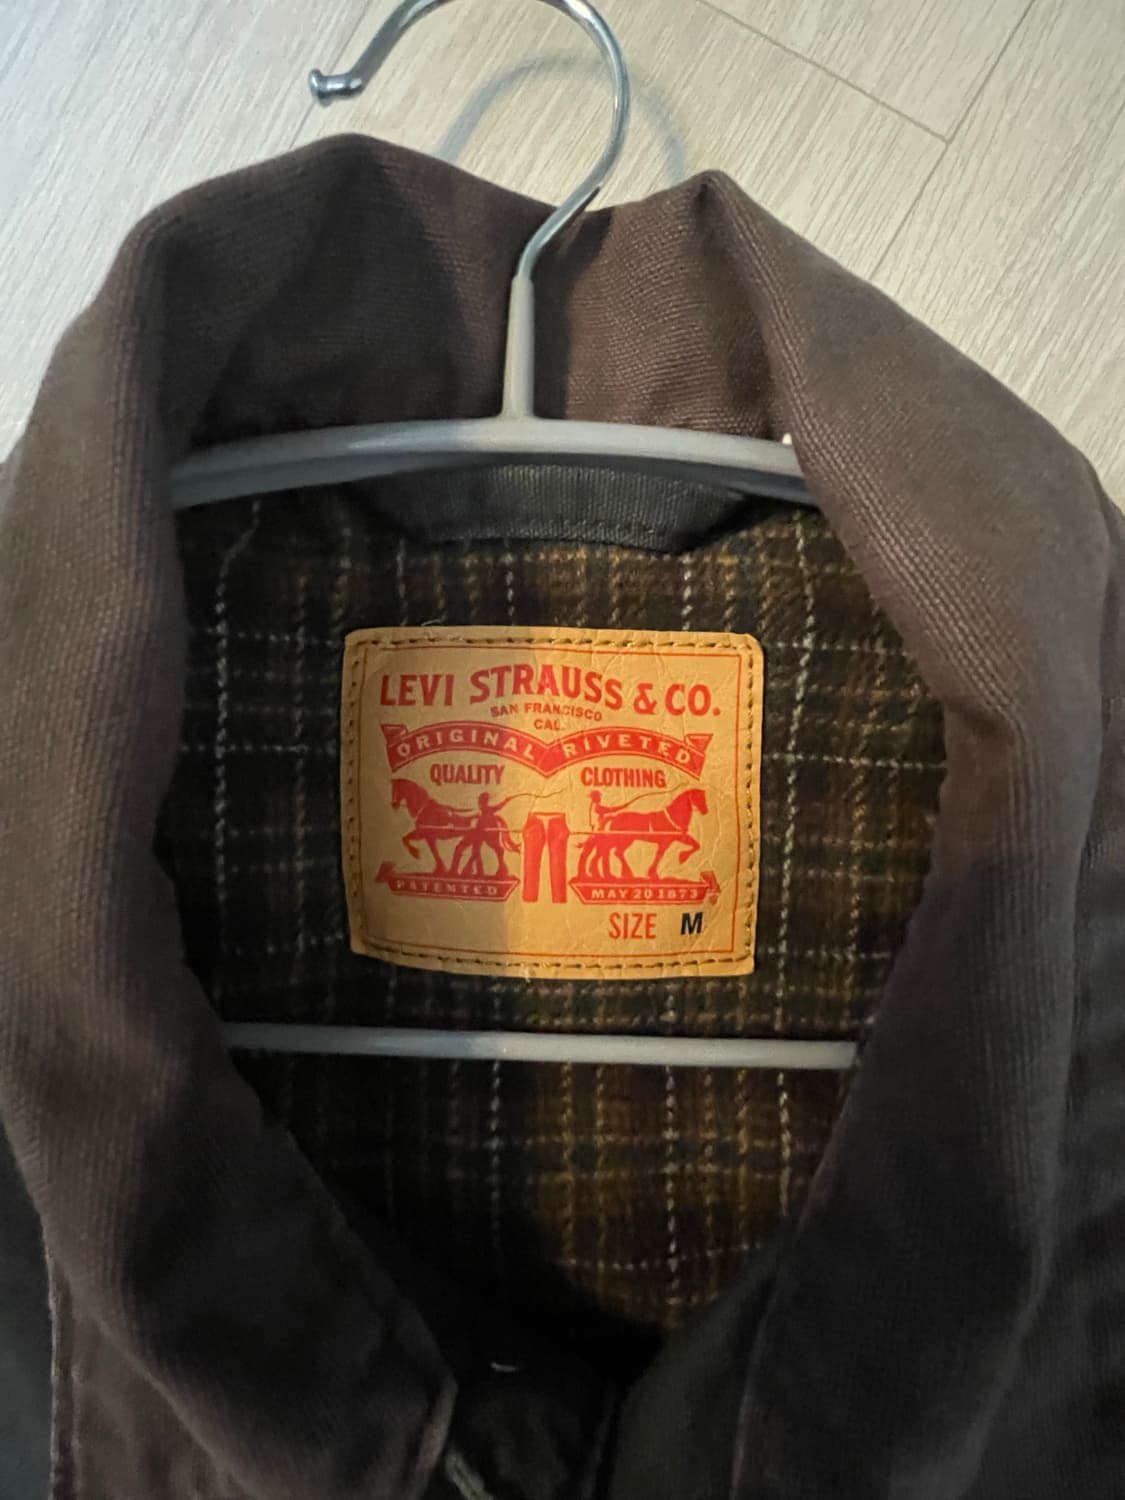 LEVI STRAUSS & CO.
SAN FRANCISCO
CAL.
ORIGINAL RIVETED
QUALITY CLOTHING
PATENTED MAY 20 1873
SIZE M